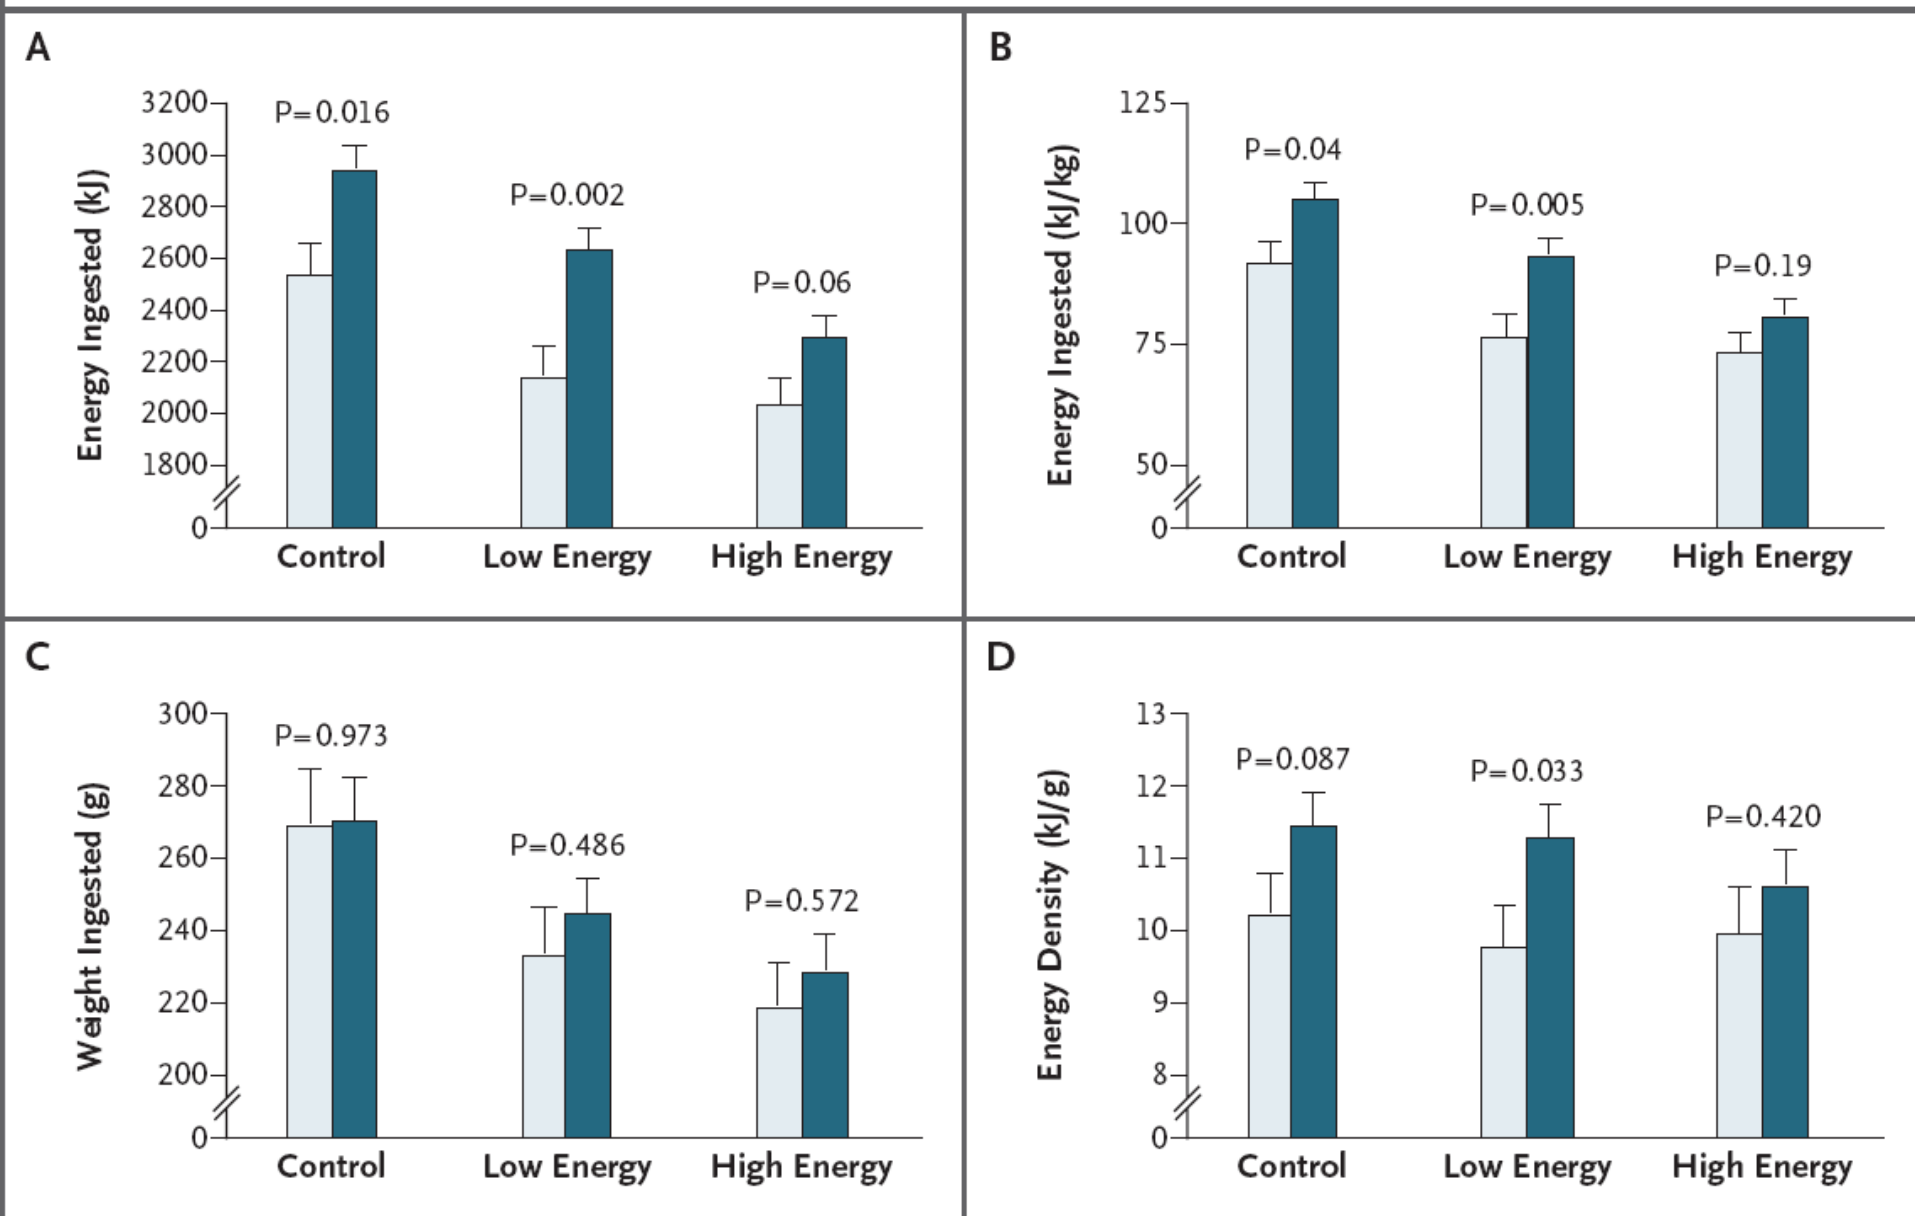 A
Energy Ingested (kJ)
3200
3000
2800
2600
2400
2200
2000
1800
0
P=0.016
P=0.002
P=0.06
Control
Low Energy
High Energy
B
Energy Ingested (kJ/kg)
125
100
75
50
0
P=0.04
P=0.005
P=0.19
Control
Low Energy
High Energy
C
Weight Ingested (g)
300
280
260
240
220
200
0
P=0.973
P=0.486
P=0.572
Control
Low Energy
High Energy
D
Energy Density (kJ/g)
13
12
11
10
9
8
0
P=0.087
P=0.033
P=0.420
Control
Low Energy
High Energy